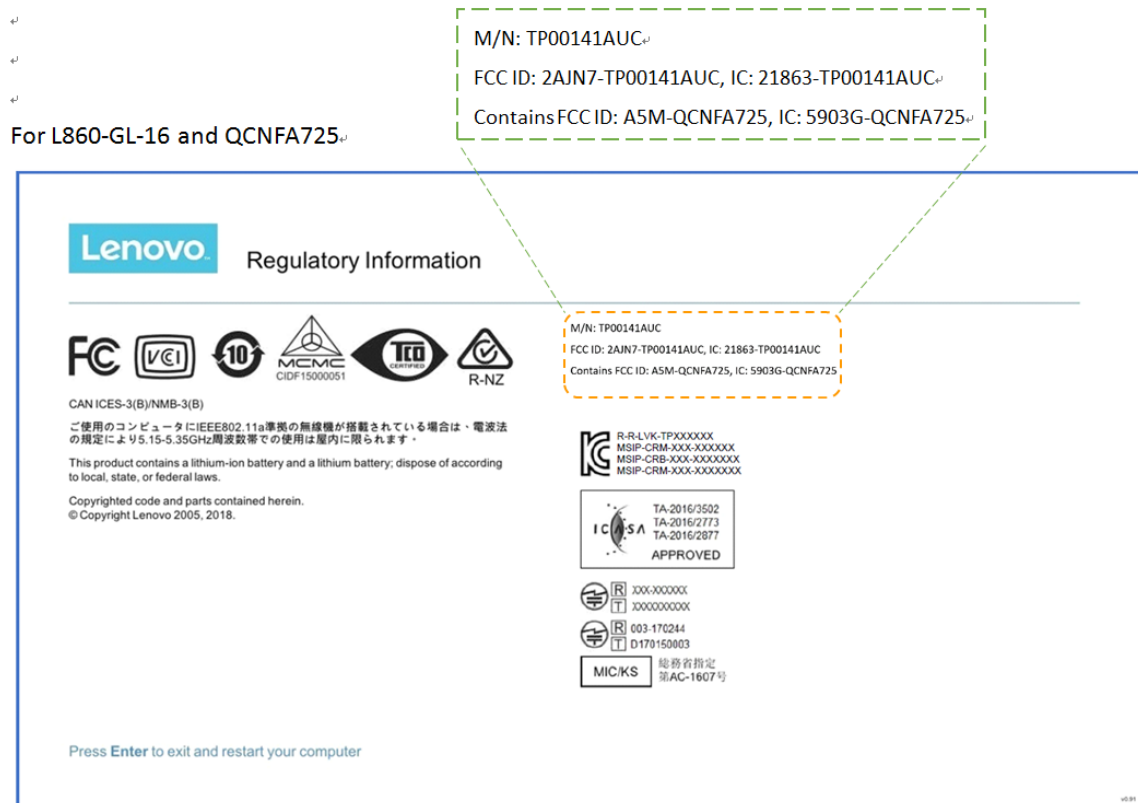 M/N: TP00141AUC
FCC ID: 2AJN7-TP00141AUC, IC: 21863-TP00141AUC
Contains FCC ID: A5M-QCNFA725, IC: 5903G-QCNFA725
For L860-GL-16 and QCNFA725
Lenovo
Regulatory Information
FC
VCI
10
MCMC
CIDF15000051
TCO
CERTIFIED
R-NZ
M/N: TP00141AUC
FCC ID: 2AJN7-TP00141AUC, IC: 21863-TP00141AUC
Contains FCC ID: A5M-QCNFA725, IC: 5903G-QCNFA725
CAN ICES-3(B)/NMB-3(B)
ご使用のコンピュータにIEEE802.11a準拠の無線機が搭載されている場合は、電波法
の規定により5.15-5.35GHz周波数帯での使用は屋内に限られます・
This product contains a lithium-ion battery and a lithium battery; dispose of according
to local, state, or federal laws.
Copyrighted code and parts contained herein.
© Copyright Lenovo 2005, 2018.
R-R-LVK-TPXXXXXX
MSIP-CRM-XXX-XXXXXX
MSIP-CRB-XXX-XXXXXXX
MSIP-CRM-XXX-XXXXXXX
ICASA
TA-2016/3502
TA-2016/2773
TA-2016/2877
APPROVED
R XXX-XXXXXX
T XXXXXXXXXX
R 003-170244
T D170150003
MIC/KS
総務省指定
第AC-1607号
Press Enter to exit and restart your computer
v0.91